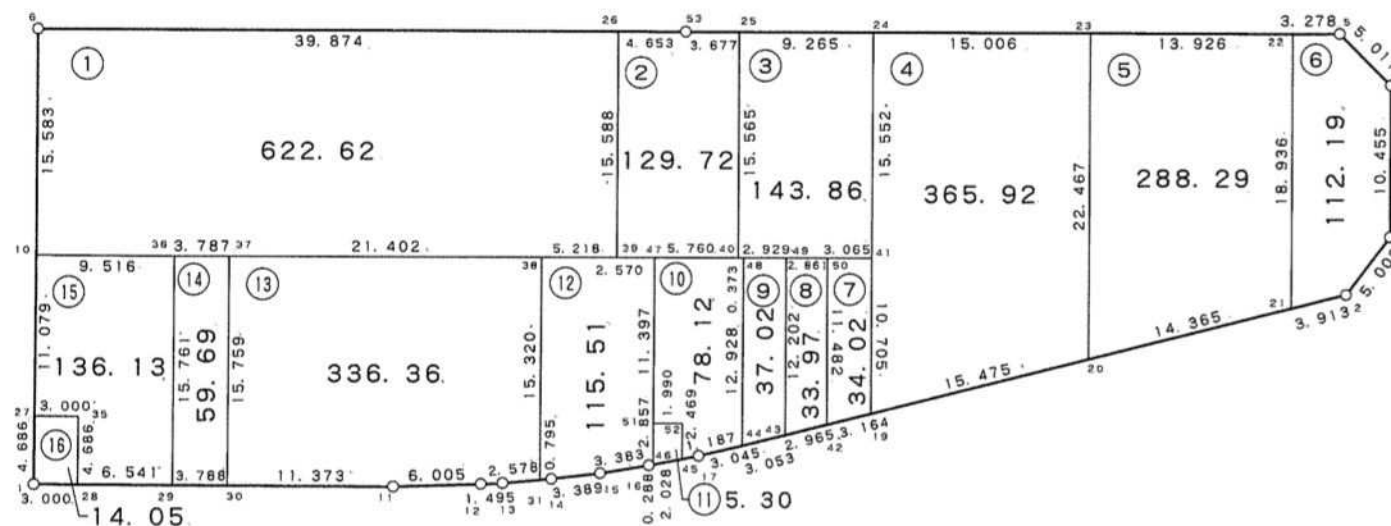 6 26 53 25 24 23 3.278 5
39.874 4.653 3.677 9.265 15.006 13.926 22 5.017
① ② ③ ④ ⑤ ⑥
15.583 15.588 15.565 15.552 22.467 18.936 10.455
622.62 129.72 143.86 365.92 288.29 112.19
10 36 3.787 37 21.402 5.218 39 47 5.760 40 2.929 49 3.065 41
9.516 38 2.570 48 2.861 50 5.00
⑮ ⑭ ⑬ ⑫ ⑩ ⑨ ⑧ ⑦
11.079 15.761 15.759 15.320 11.397 12.928 0.373 12.202 11.482 10.705
136.13 59.69 336.36 115.51 78.12 37.02 33.97 34.02
14.365 21 3.913 2
15.475 20
27 3.000 35 51 1.990 52 2.469
4.686 ⑯ 4.686 0.795 2.857 1.187 44 43 2.965 3.164 19
6.541 3.788 11.373 6.005 2.578 3.383 461 45 3.045 42
1 3.000 28 29 30 11 12 1.495 13 31 14 3.389 15 16 0.288 2.028 17 3.053
14.05 ⑪ 5.30